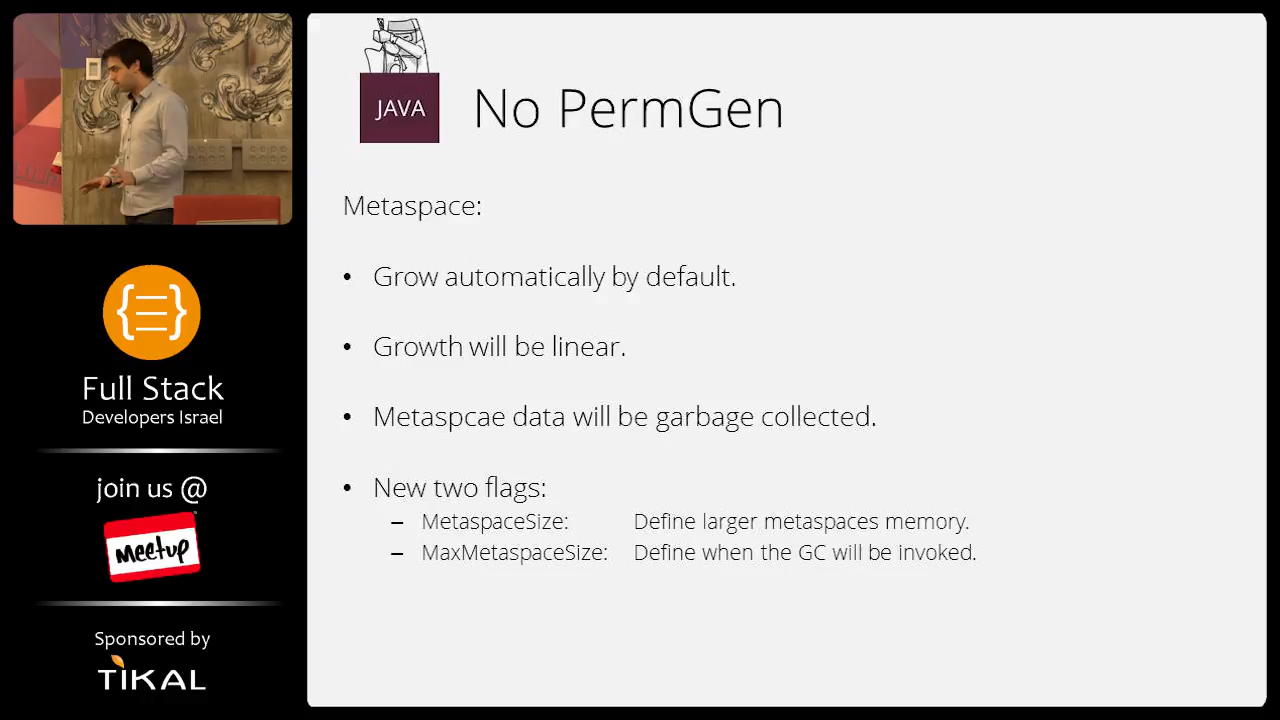 JAVA
No PermGen
Metaspace:
• Grow automatically by default.
• Growth will be linear.
• Metaspcae data will be garbage collected.
• New two flags:
– MetaspaceSize: Define larger metaspaces memory.
– MaxMetaspaceSize: Define when the GC will be invoked.
{☰}
Full Stack
Developers Israel
join us @
meetup
Sponsored by
TIKAL